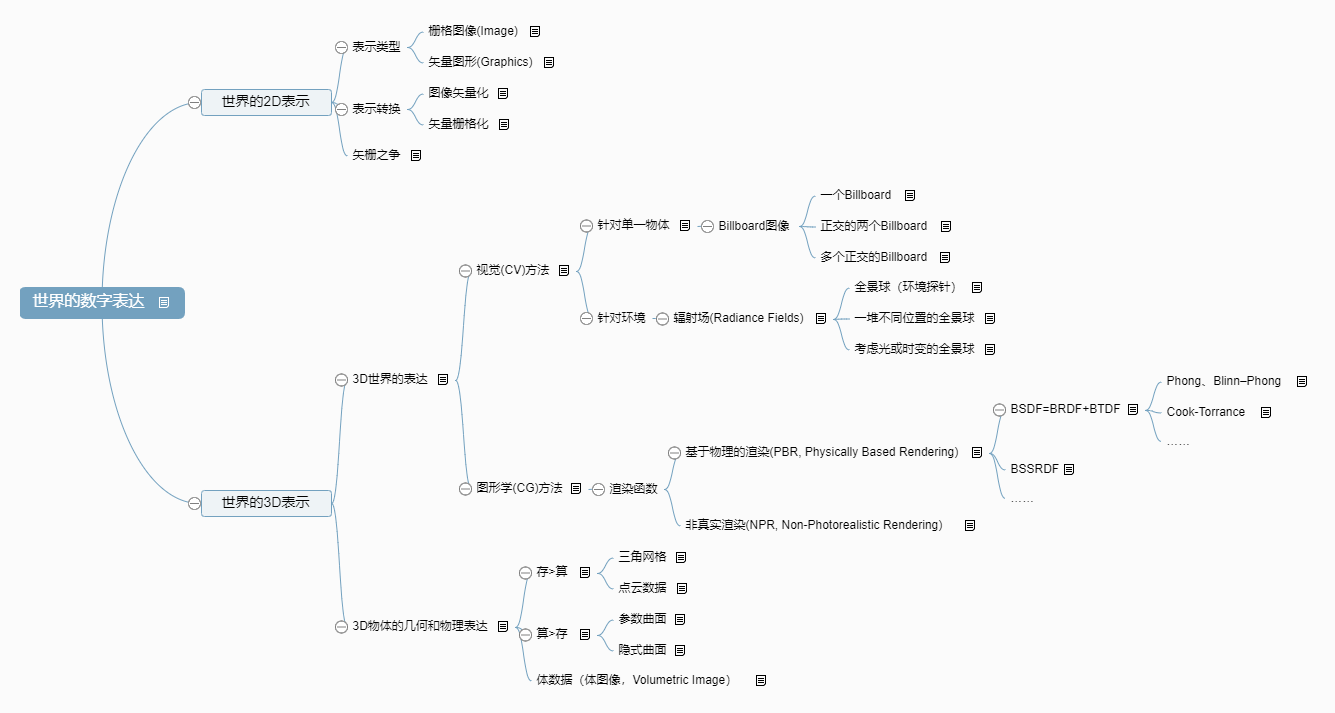 世界的数字表达
世界的2D表示
表示类型
栅格图像(Image)
矢量图形(Graphics)
表示转换
图像矢量化
矢量栅格化
矢栅之争
世界的3D表示
3D世界的表达
视觉(CV)方法
针对单一物体
Billboard图像
一个Billboard
正交的两个Billboard
多个正交的Billboard
针对环境
辐射场(Radiance Fields)
全景球（环境探针）
一堆不同位置的全景球
考虑光或时变的全景球
图形学(CG)方法
渲染函数
基于物理的渲染(PBR, Physically Based Rendering)
BSDF=BRDF+BTDF
Phong、Blinn–Phong
Cook-Torrance
……
BSSRDF
……
非真实渲染(NPR, Non-Photorealistic Rendering)
3D物体的几何和物理表达
存>算
三角网格
点云数据
算>存
参数曲面
隐式曲面
体数据（体图像，Volumetric Image）